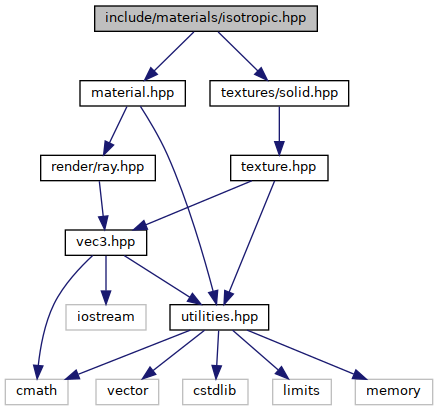 include/materials/isotropic.hpp
material.hpp
textures/solid.hpp
render/ray.hpp
texture.hpp
vec3.hpp
iostream
utilities.hpp
cmath
vector
cstdlib
limits
memory